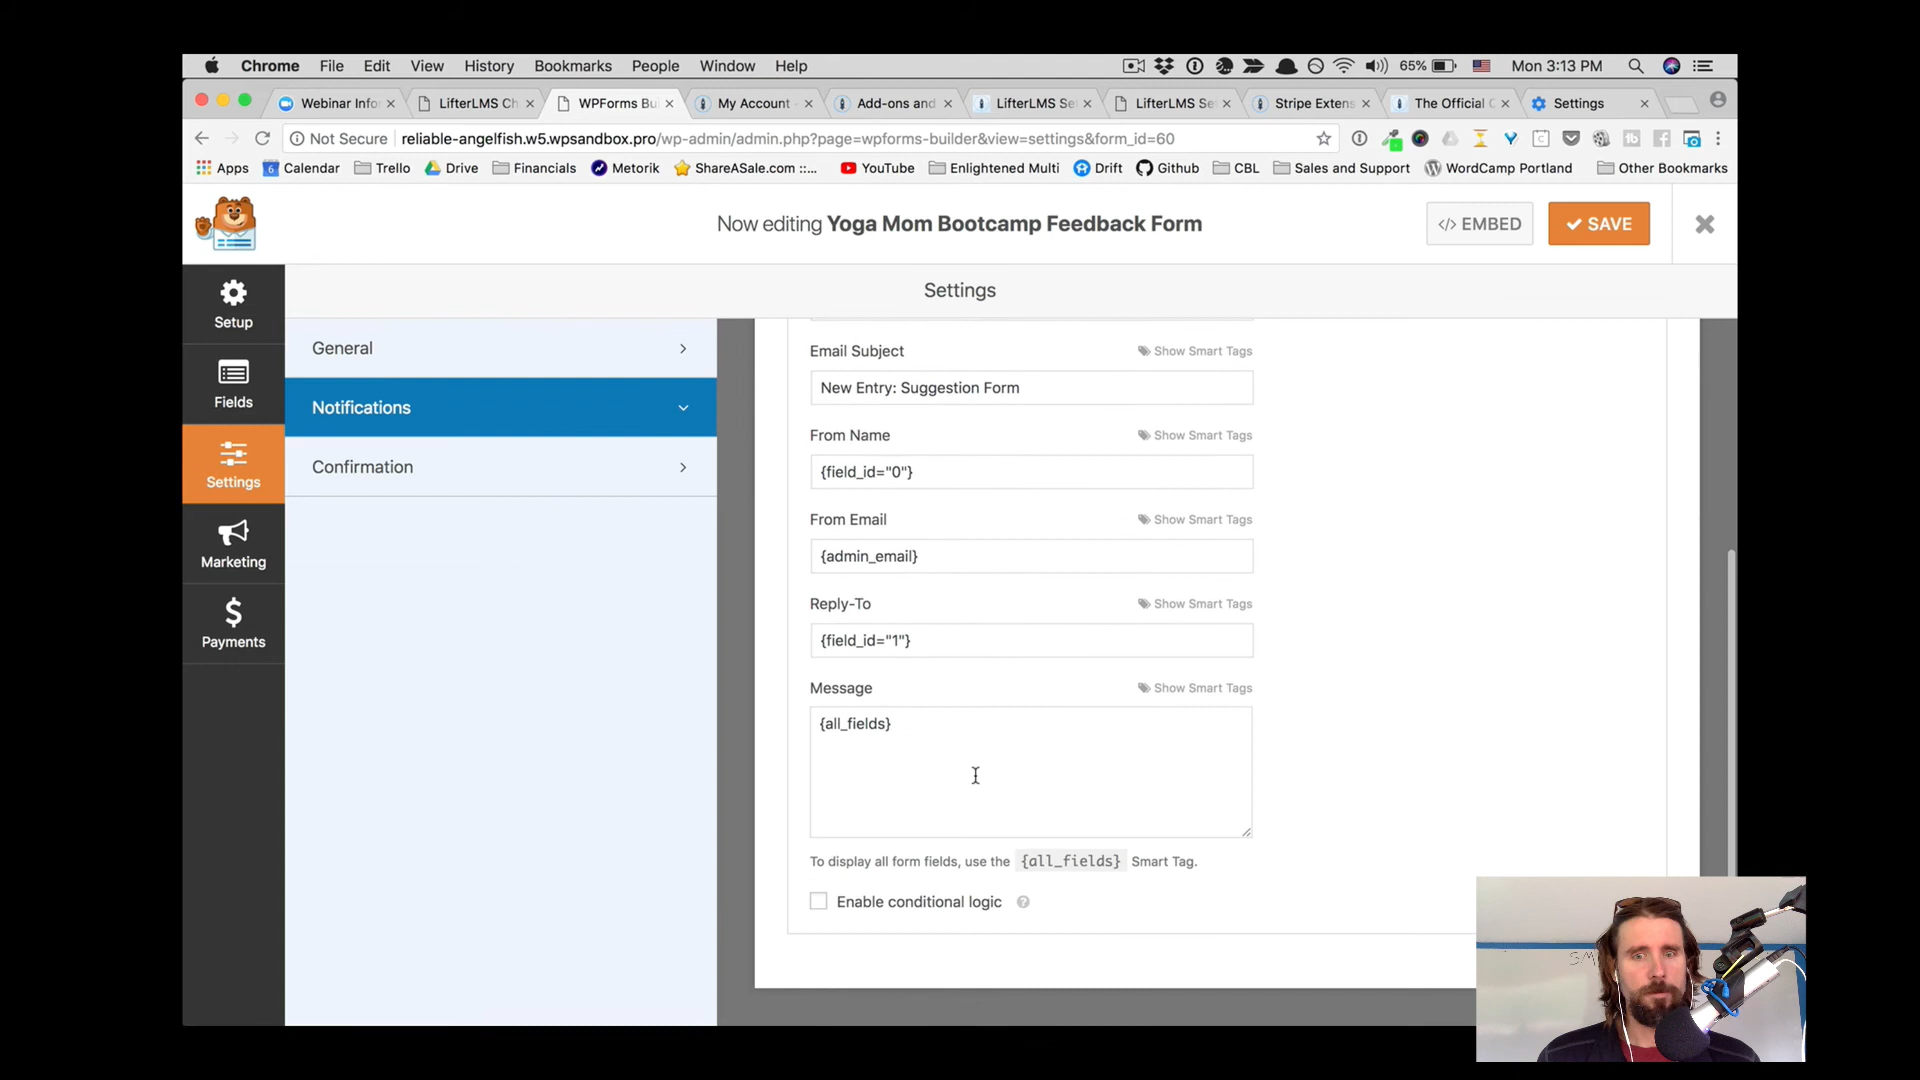 Chrome File Edit View History Bookmarks People Window Help 65% Mon 3:13 PM
Webinar Info LifterLMS Ch WPForms Bui My Account - Add-ons and LifterLMS Se LifterLMS Se Stripe Extens The Official C Settings
Not Secure reliable-angelfish.w5.wpsandbox.pro/wp-admin/admin.php?page=wpforms-builder&view=settings&form_id=60
Apps Calendar Trello Drive Financials Metorik ShareASale.com ::... YouTube Enlightened Multi Drift Github CBL Sales and Support WordCamp Portland Other Bookmarks
Now editing Yoga Mom Bootcamp Feedback Form
</> EMBED
SAVE
Settings
Setup
Fields
Settings
Marketing
Payments
General
Notifications
Confirmation
Email Subject Show Smart Tags
New Entry: Suggestion Form
From Name Show Smart Tags
{field_id="0"}
From Email Show Smart Tags
{admin_email}
Reply-To Show Smart Tags
{field_id="1"}
Message Show Smart Tags
{all_fields}
To display all form fields, use the {all_fields} Smart Tag.
Enable conditional logic